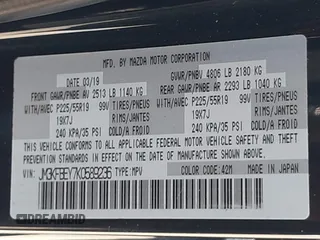 MFD. BY MAZDA MOTOR CORPORATION
DATE 03/19 GVWR/PNBV 4806 LB 2180 KG
FRONT GAWR/PNBE AV 2513 LB 1140 KG REAR GAWR/PNBE AR 2293 LB 1040 KG
WITH/AVEC P225/55R19 99V TIRES/PNEUS WITH/AVEC P225/55R19 99V TIRES/PNEUS
19X7J RIMS/JANTES 19X7J RIMS/JANTES
240 KPA/35 PSI COLD/A FROID 240 KPA/35 PSI COLD/A FROID
THIS VEHICLE CONFORMS TO ALL APPLICABLE FEDERAL MOTOR VEHICLE SAFETY, BUMPER, AND THEFT PREVENTION STANDARDS IN EFFECT ON THE DATE OF MANUFACTURE SHOWN ABOVE.
VIN: JM3KFBEY7K0589236 TYPE: MPV COLOR CODE: 42M MADE IN JAPAN
DREAMBID